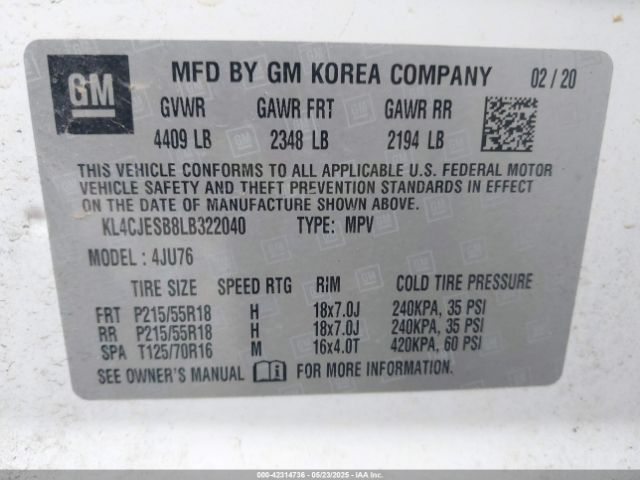 GM MFD BY GM KOREA COMPANY 02/20
GVWR GAWR FRT GAWR RR
4409 LB 2348 LB 2194 LB
THIS VEHICLE CONFORMS TO ALL APPLICABLE U.S. FEDERAL MOTOR
VEHICLE SAFETY AND THEFT PREVENTION STANDARDS IN EFFECT
ON THE DATE OF MANUFACTURE SHOWN ABOVE.
KL4CJESB8LB322040 TYPE: MPV
MODEL : 4JU76
TIRE SIZE SPEED RTG RIM COLD TIRE PRESSURE
FRT P215/55R18 H 18x7.0J 240KPA, 35 PSI
RR P215/55R18 H 18x7.0J 240KPA, 35 PSI
SPA T125/70R16 M 16x4.0T 420KPA, 60 PSI
SEE OWNER'S MANUAL FOR MORE INFORMATION.
000-42314736 - 05/23/2025 - IAA, Inc.